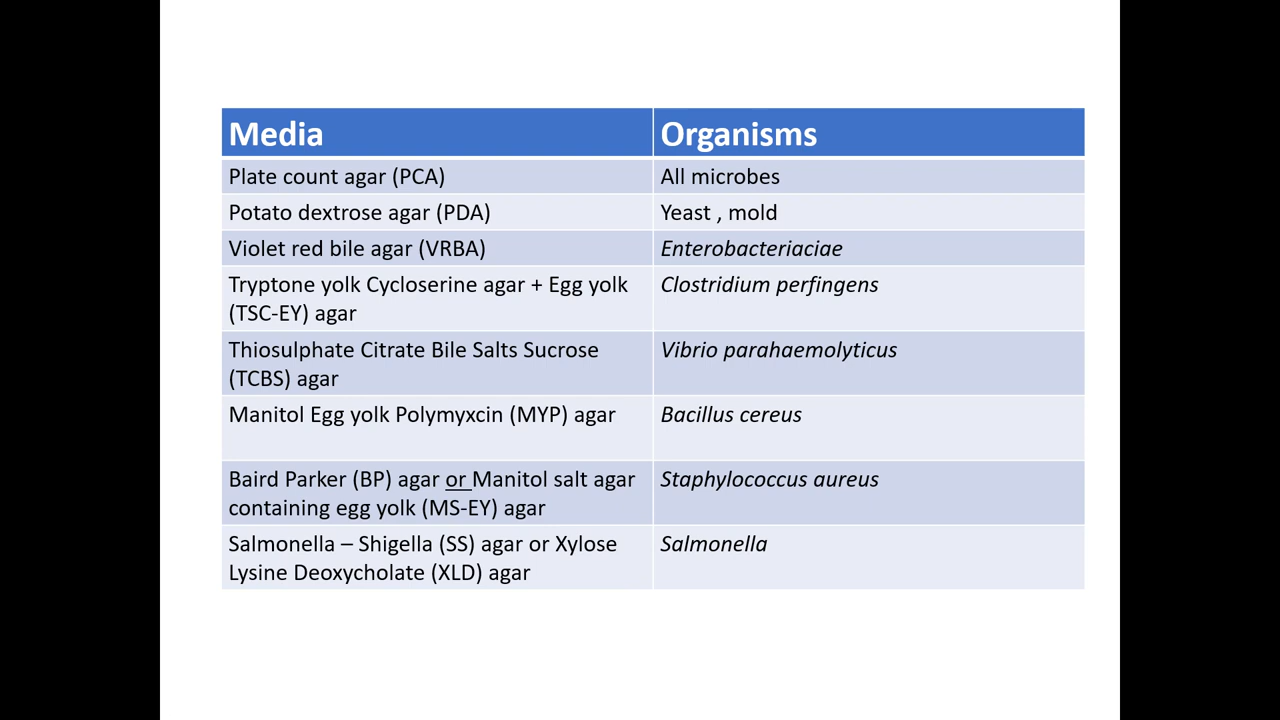 Media
Organisms
Plate count agar (PCA)
All microbes
Potato dextrose agar (PDA)
Yeast , mold
Violet red bile agar (VRBA)
Enterobacteriaciae
Tryptone yolk Cycloserine agar + Egg yolk
(TSC-EY) agar
Clostridium perfingens
Thiosulphate Citrate Bile Salts Sucrose
(TCBS) agar
Vibrio parahaemolyticus
Manitol Egg yolk Polymyxcin (MYP) agar
Bacillus cereus
Baird Parker (BP) agar or Manitol salt agar
containing egg yolk (MS-EY) agar
Staphylococcus aureus
Salmonella – Shigella (SS) agar or Xylose
Lysine Deoxycholate (XLD) agar
Salmonella